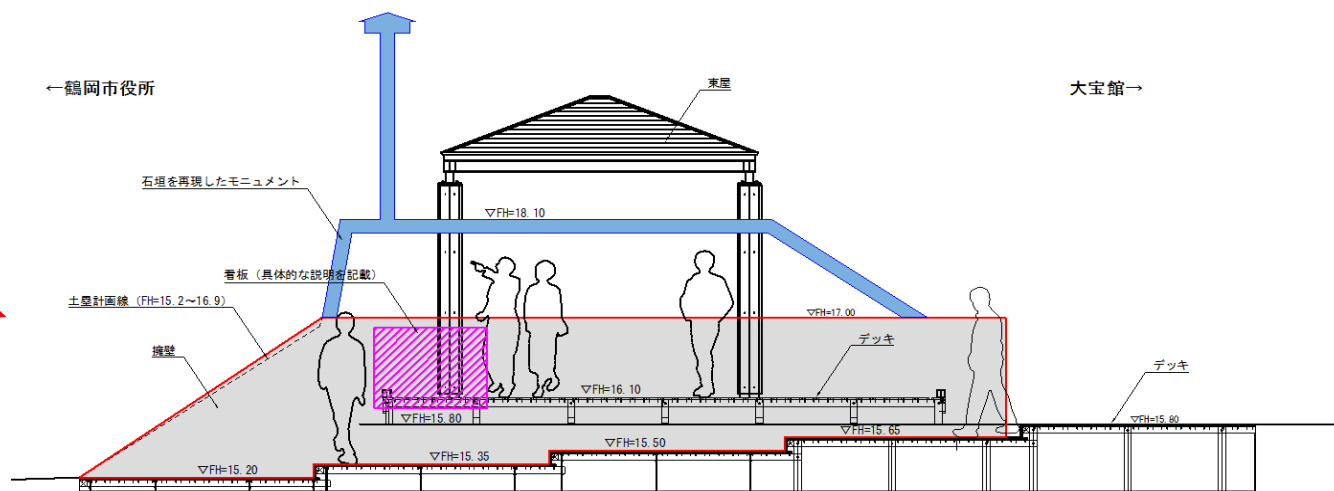 ←鶴岡市役所
大宝館→
東屋
石垣を再現したモニュメント
▽FH=18.10
看板（具体的な説明を記載）
土塁計画線（FH=15.2～16.9）
▽FH=17.00
擁壁
デッキ
デッキ
▽FH=16.10
▽FH=15.80
▽FH=15.80
▽FH=15.65
▽FH=15.50
▽FH=15.35
▽FH=15.20